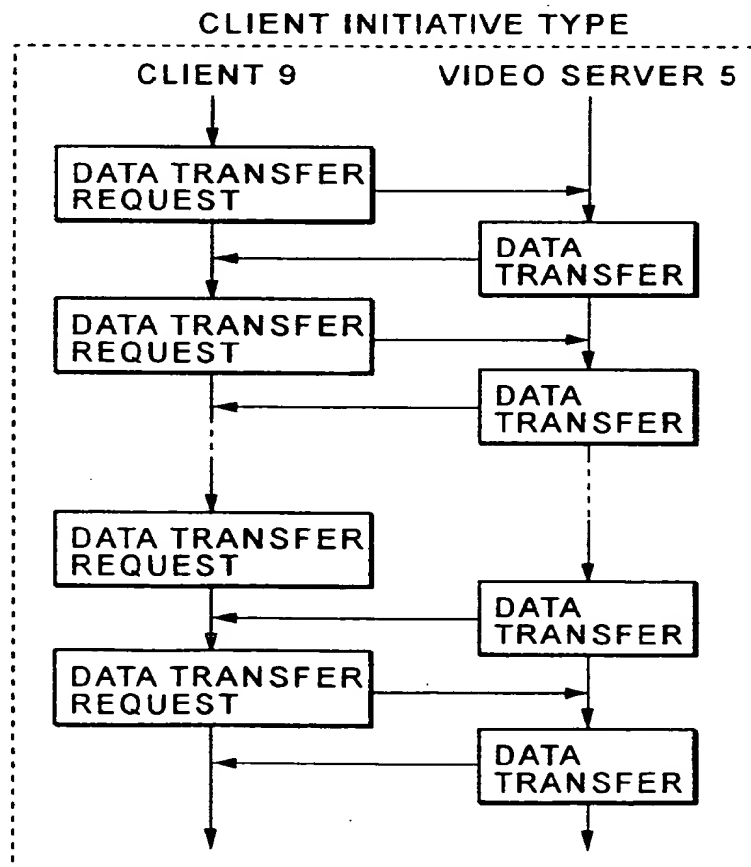 CLIENT INITIATIVE TYPE
CLIENT 9
VIDEO SERVER 5
DATA TRANSFER
REQUEST
DATA
TRANSFER
DATA TRANSFER
REQUEST
DATA
TRANSFER
DATA TRANSFER
REQUEST
DATA
TRANSFER
DATA TRANSFER
REQUEST
DATA
TRANSFER